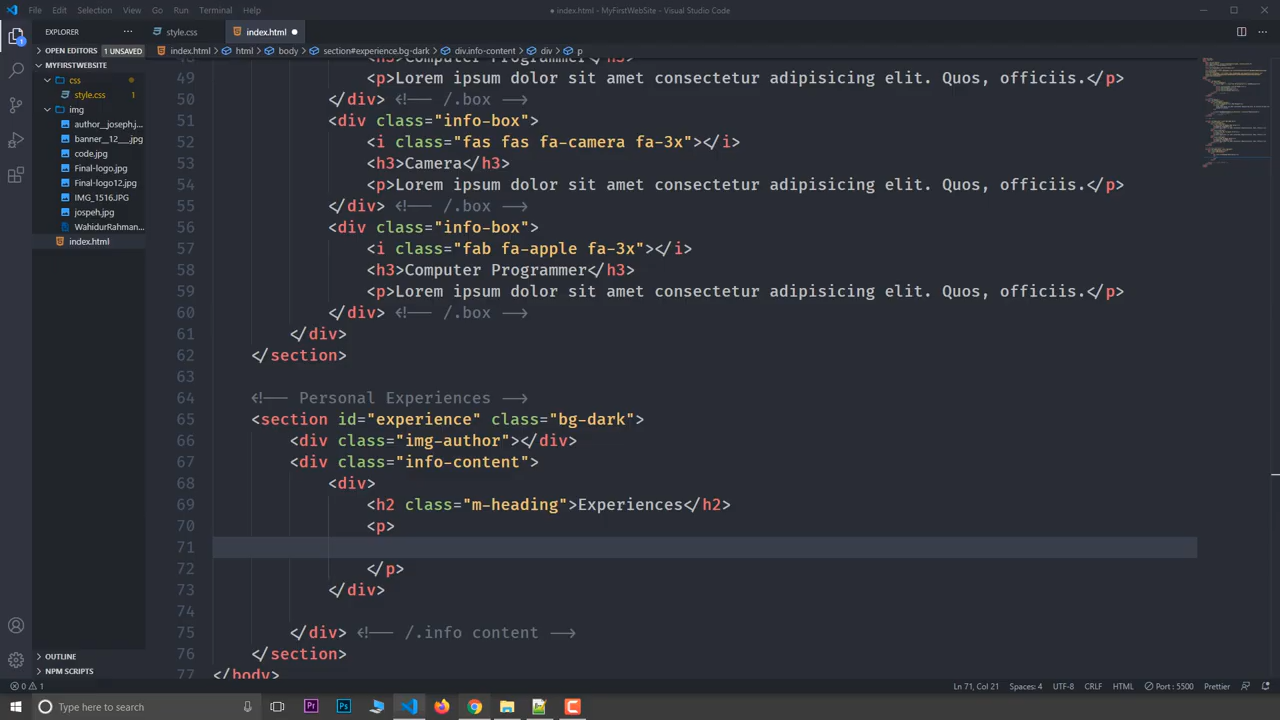 File Edit Selection View Go Run Terminal Help
● index.html - MyFirstWebSite - Visual Studio Code
EXPLORER
style.css
index.html ●
OPEN EDITORS 1 UNSAVED
index.html > html > body > section#experience.bg-dark > div.info-content > div > p
MYFIRSTWEBSITE
css
style.css 1
img
author__joseph.j...
banner__12___.jpg
code.jpg
Final-logo.jpg
Final-logo12.jpg
IMG_1516.JPG
jospeh.jpg
WahidurRahman...
index.html
OUTLINE
NPM SCRIPTS
48 <h3>Computer Programmer</h3>
49 <p>Lorem ipsum dolor sit amet consectetur adipisicing elit. Quos, officiis.</p>
50 </div> <!-- /.box -->
51 <div class="info-box">
52 <i class="fas fas fa-camera fa-3x"></i>
53 <h3>Camera</h3>
54 <p>Lorem ipsum dolor sit amet consectetur adipisicing elit. Quos, officiis.</p>
55 </div> <!-- /.box -->
56 <div class="info-box">
57 <i class="fab fa-apple fa-3x"></i>
58 <h3>Computer Programmer</h3>
59 <p>Lorem ipsum dolor sit amet consectetur adipisicing elit. Quos, officiis.</p>
60 </div> <!-- /.box -->
61 </div>
62 </section>
63
64 <!-- Personal Experiences -->
65 <section id="experience" class="bg-dark">
66 <div class="img-author"></div>
67 <div class="info-content">
68 <div>
69 <h2 class="m-heading">Experiences</h2>
70 <p>
71
72 </p>
73 </div>
74
75 </div> <!-- /.info content -->
76 </section>
77 </body>
0 1
Ln 71, Col 21 Spaces: 4 UTF-8 CRLF HTML Port : 5500 Prettier
Type here to search
Pr Ps